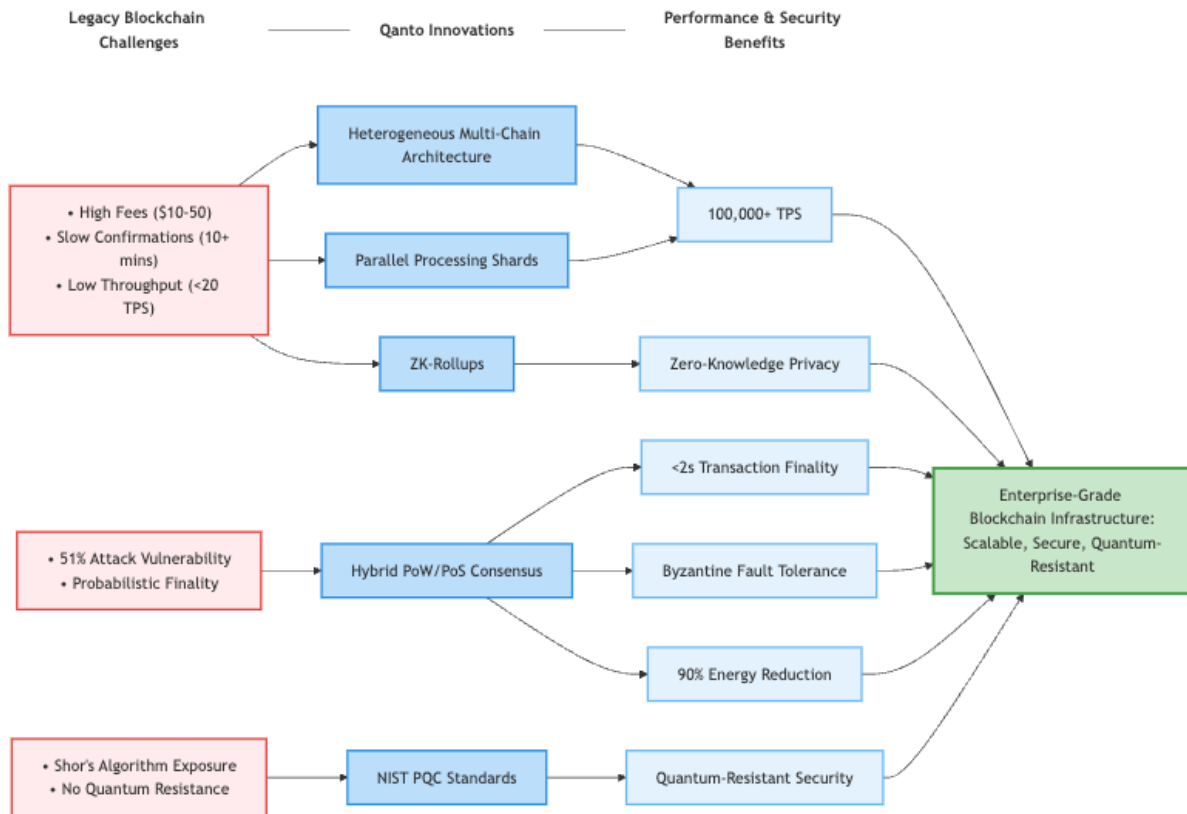 Legacy Blockchain
Challenges
Qanto Innovations
Performance & Security
Benefits
Heterogeneous Multi-Chain
Architecture
• High Fees ($10-50)
• Slow Confirmations (10+
mins)
• Low Throughput (<20
TPS)
100,000+ TPS
Parallel Processing Shards
ZK-Rollups
Zero-Knowledge Privacy
<2s Transaction Finality
Enterprise-Grade
Blockchain Infrastructure:
Scalable, Secure, Quantum-
Resistant
• 51% Attack Vulnerability
• Probabilistic Finality
Hybrid PoW/PoS Consensus
Byzantine Fault Tolerance
90% Energy Reduction
• Shor's Algorithm Exposure
• No Quantum Resistance
NIST PQC Standards
Quantum-Resistant Security